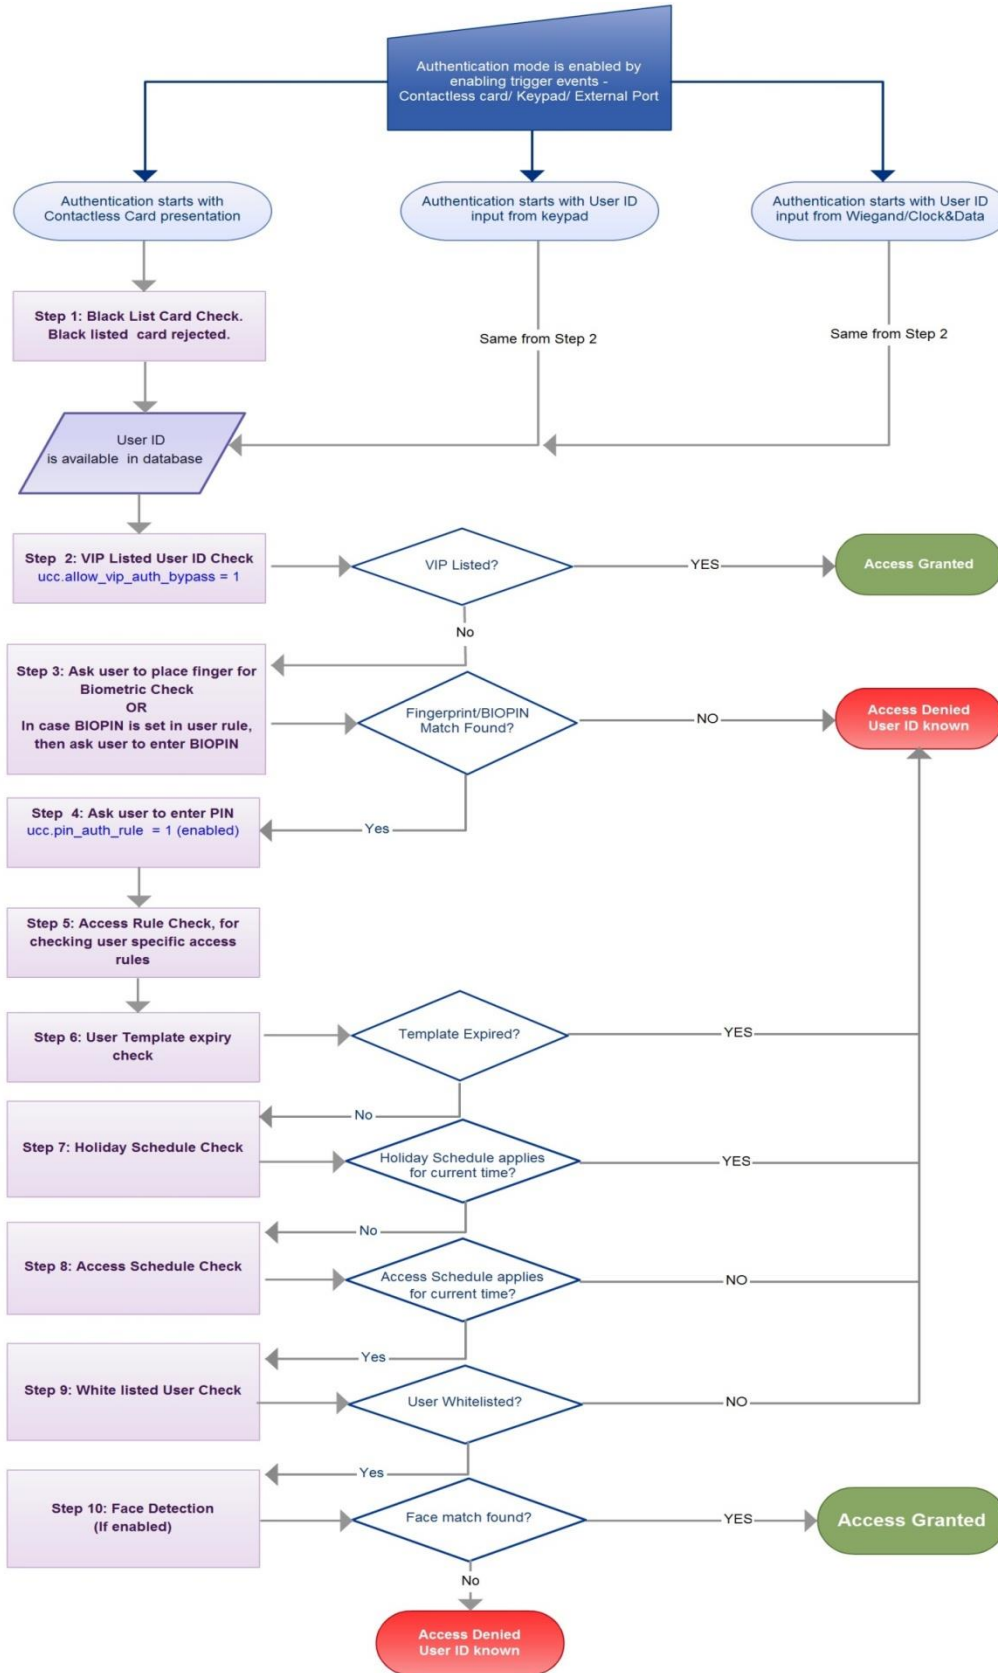 Authentication mode is enabled by
enabling trigger events -
Contactless card/ Keypad/ External Port
Authentication starts with
Contactless Card presentation
Authentication starts with User ID
input from keypad
Authentication starts with User ID
input from Wiegand/Clock&Data
Step 1: Black List Card Check.
Black listed card rejected.
Same from Step 2
Same from Step 2
User ID
is available in database
Step 2: VIP Listed User ID Check
ucc.allow_vip_auth_bypass = 1
VIP Listed?
YES
Access Granted
No
Step 3: Ask user to place finger for
Biometric Check
OR
In case BIOPIN is set in user rule,
then ask user to enter BIOPIN
Fingerprint/BIOPIN
Match Found?
NO
Access Denied
User ID known
Step 4: Ask user to enter PIN
ucc.pin_auth_rule = 1 (enabled)
Yes
Step 5: Access Rule Check, for
checking user specific access
rules
Step 6: User Template expiry
check
Template Expired?
YES
No
Step 7: Holiday Schedule Check
Holiday Schedule applies
for current time?
YES
No
Step 8: Access Schedule Check
Access Schedule applies
for current time?
NO
Yes
Step 9: White listed User Check
User Whitelisted?
NO
Yes
Step 10: Face Detection
(If enabled)
Face match found?
YES
Access Granted
No
Access Denied
User ID known